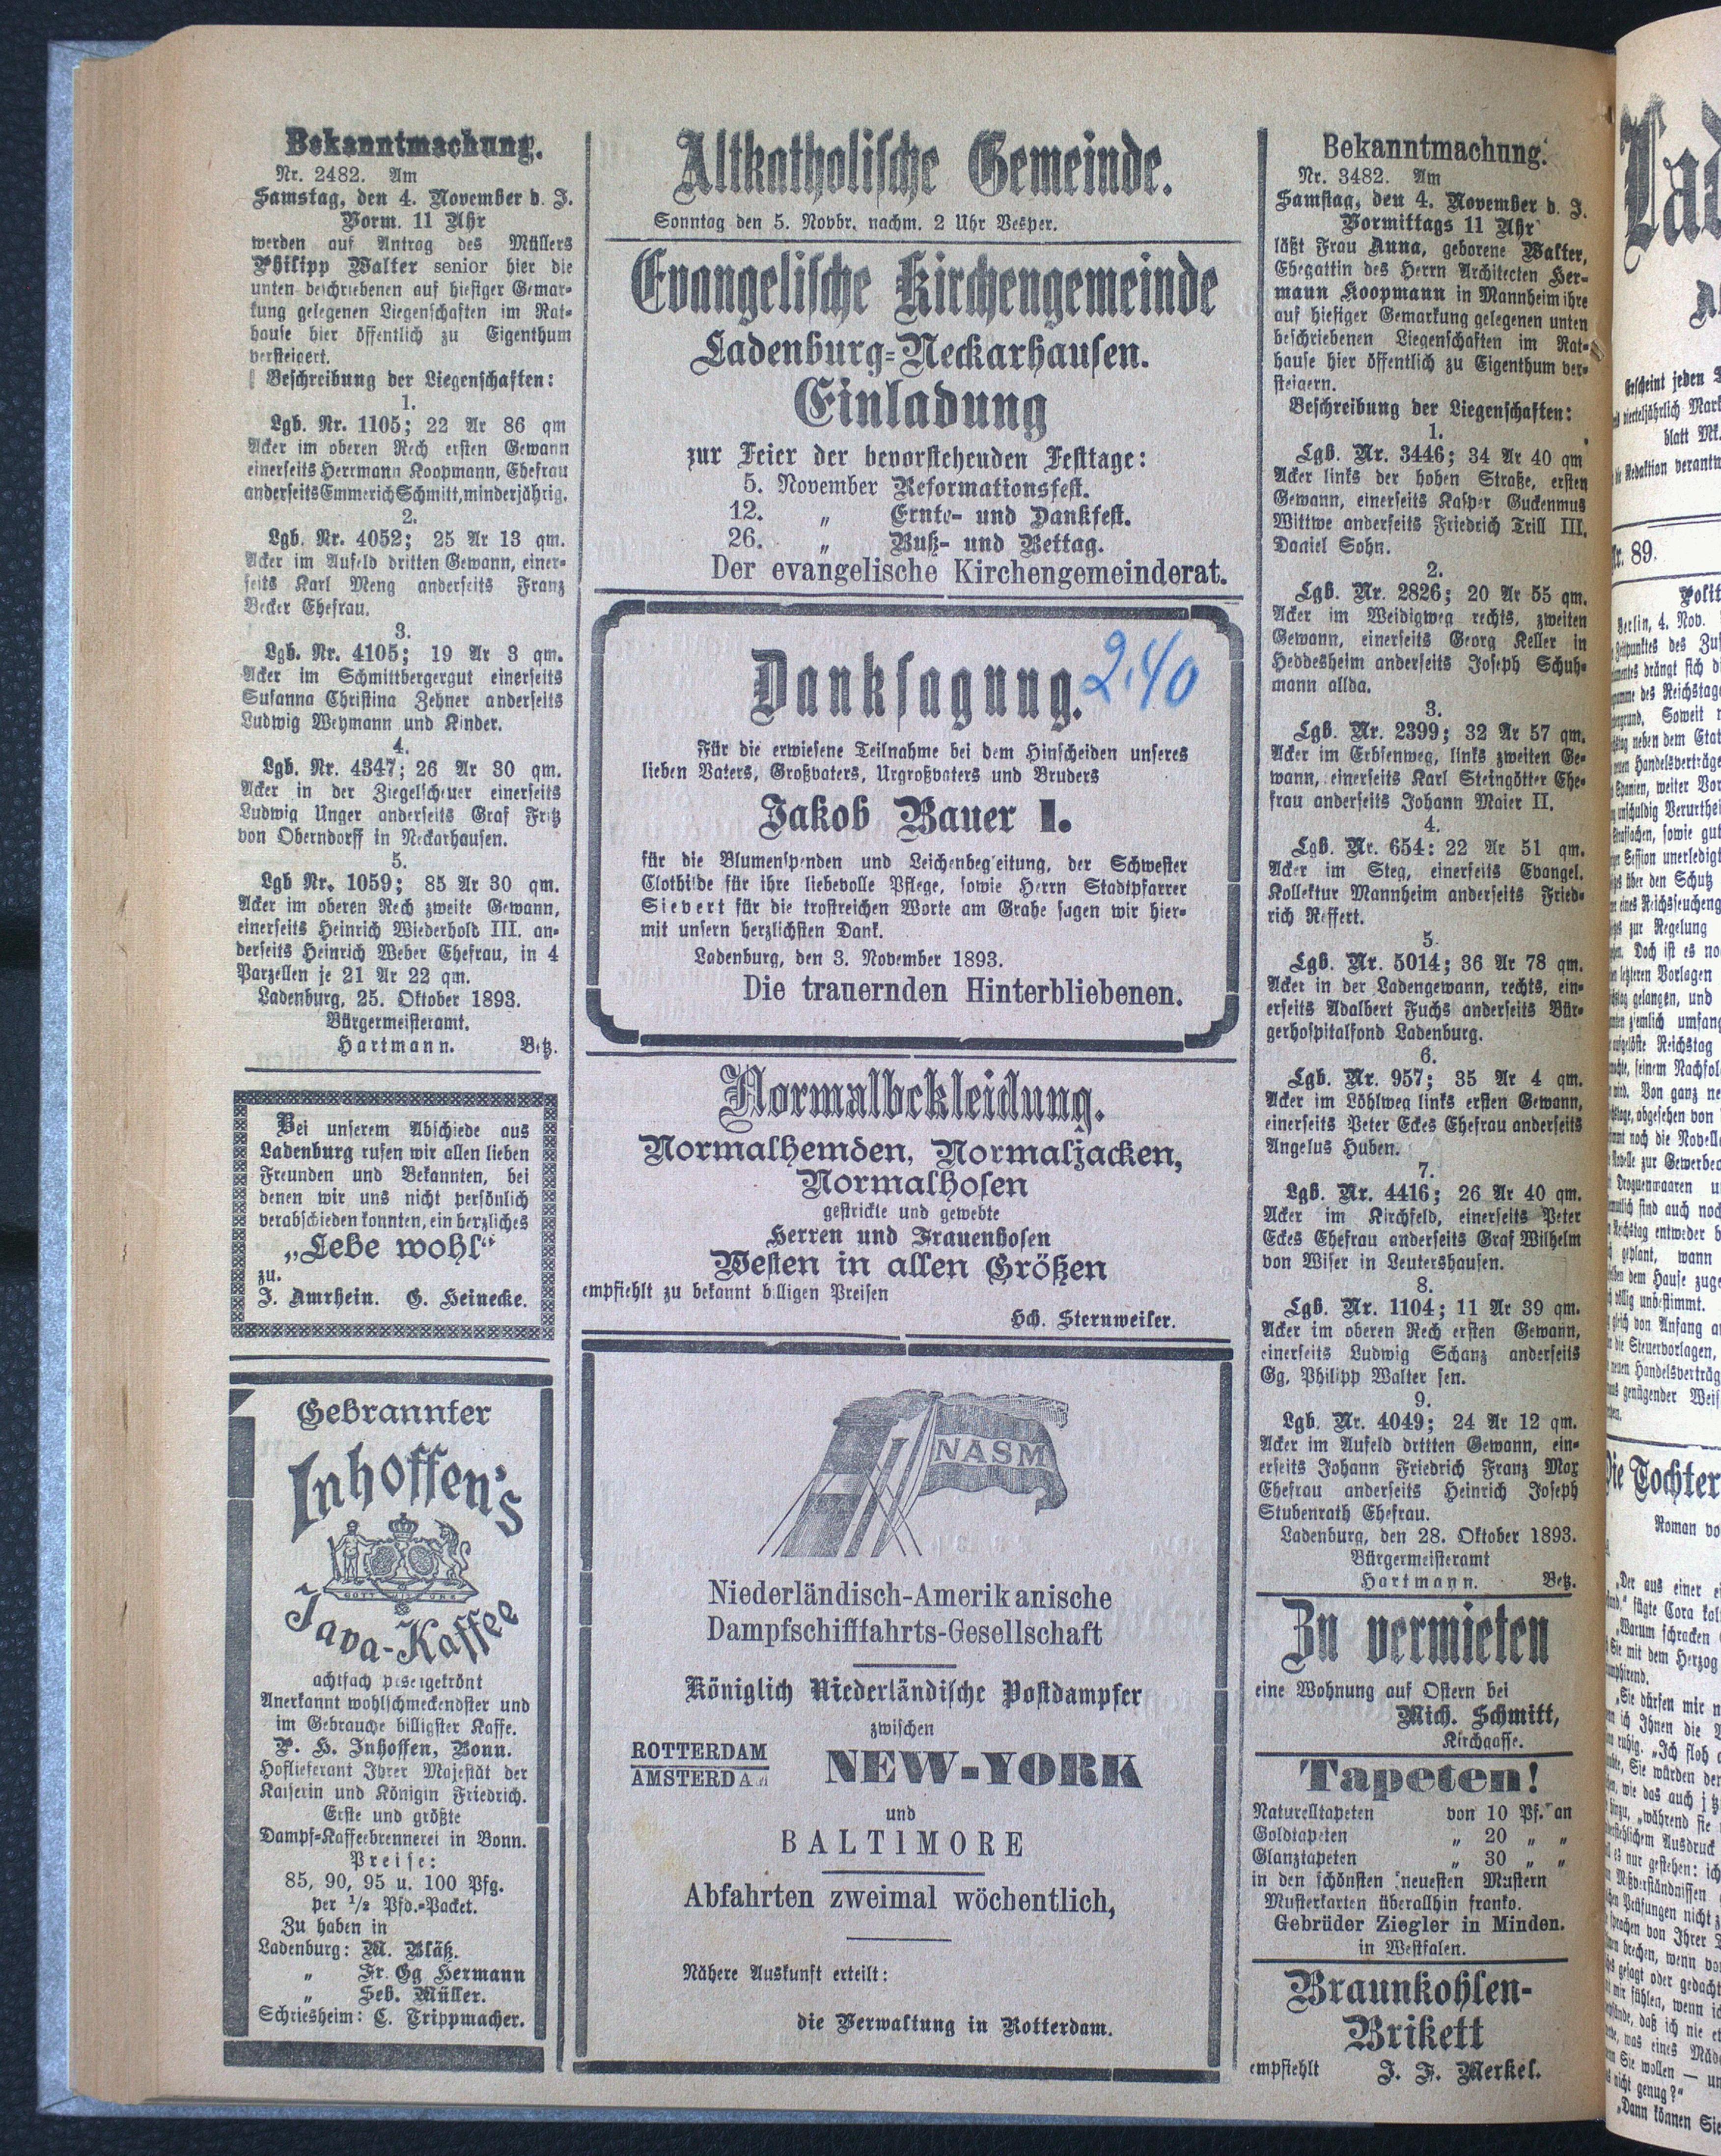 Bekanntmachung.
Nr. 2482. Am
Samstag, den 4. November d. J.
Vorm. 11 Uhr
werden auf Antrag des Müllers
Philipp Walter senior hier die
unten beschriebenen auf hiesiger Gemar-
kung gelegenen Liegenschaften im Rat-
hause hier öffentlich zu Eigenthum
versteigert.
Beschreibung der Liegenschaften:
1.
Lgb. Nr. 1105; 22 Ar 86 qm
Acker im oberen Rech ersten Gewann
einerseits Herrmann Koopmann, Ehefrau
anderseits Emmerich Schmitt, minderjährig.
2.
Lgb. Nr. 4052; 25 Ar 13 qm.
Acker im Aufeld dritten Gewann, einer-
seits Karl Meng anderseits Franz
Becker Ehefrau.
3.
Lgb. Nr. 4105; 19 Ar 3 qm.
Acker im Schmittbergergut einerseits
Susanna Christina Zehner anderseits
Ludwig Weymann und Kinder.
4.
Lgb. Nr. 4347; 26 Ar 30 qm.
Acker in der Ziegelscheuer einerseits
Ludwig Unger anderseits Graf Fritz
von Oberndorff in Neckarhausen.
5.
Lgb Nr. 1059; 85 Ar 30 qm.
Acker im oberen Rech zweite Gewann,
einerseits Heinrich Wiederhold III. an-
derseits Heinrich Weber Ehefrau, in 4
Parzellen je 21 Ar 22 qm.
Ladenburg, 25. Oktober 1893.
Bürgermeisteramt.
Hartmann. Betz.
Bei unserem Abschiede aus
Ladenburg rufen wir allen lieben
Freunden und Bekannten, bei
denen wir uns nicht persönlich
verabschieden konnten, ein herzliches
„Lebe wohl“
zu.
J. Amrhein. G. Heinecke.
Gebrannter
Inhoffen's
Java-Kaffee
achtfach preisgekrönt
Anerkannt wohlschmeckendster und
im Gebrauche billigster Kaffe.
P. H. Inhoffen, Bonn.
Hoflieferant Ihrer Majestät der
Kaiserin und Königin Friedrich.
Erste und größte
Dampf-Kaffeebrennerei in Bonn.
Preise:
85, 90, 95 u. 100 Pfg.
per 1/2 Pfd.-Packet.
Zu haben in
Ladenburg: M. Bläß.
„ Fr. Gg Hermann
„ Seb. Müller.
Schriesheim: C. Trippmacher.
Altkatholische Gemeinde.
Sonntag den 5. Novbr. nachm. 2 Uhr Vesper.
Evangelische Kirchengemeinde
Ladenburg-Neckarhausen.
Einladung
zur Feier der bevorstehenden Festtage:
5. November Reformationsfest.
12. „ Ernte- und Dankfest.
26. „ Buß- und Bettag.
Der evangelische Kirchengemeinderat.
Danksagung. 2.40
Für die erwiesene Teilnahme bei dem Hinscheiden unseres
lieben Vaters, Großvaters, Urgroßvaters und Bruders
Jakob Bauer I.
für die Blumenspenden und Leichenbegleitung, der Schwester
Clothilde für ihre liebevolle Pflege, sowie Herrn Stadtpfarrer
Sievert für die trostreichen Worte am Grabe sagen wir hier-
mit unsern herzlichsten Dank.
Ladenburg, den 3. November 1893.
Die trauernden Hinterbliebenen.
Normalbekleidung.
Normalhemden, Normaljacken,
Normalhosen
gestrickte und gewebte
Herren und Frauenhosen
Westen in allen Größen
empfiehlt zu bekannt billigen Preisen
Hch. Sternweiler.
NASM
Niederländisch-Amerikanische
Dampfschifffahrts-Gesellschaft
Königlich Niederländische Postdampfer
zwischen
ROTTERDAM
AMSTERDAM
NEW-YORK
und
BALTIMORE
Abfahrten zweimal wöchentlich,
Nähere Auskunft erteilt:
die Verwaltung in Rotterdam.
Bekanntmachung.
Nr. 3482. Am
Samstag, den 4. November d. J.
Vormittags 11 Uhr
läßt Frau Anna, geborene Walter,
Ehegattin des Herrn Architecten Her-
mann Koopmann in Mannheim ihre
auf hiesiger Gemarkung gelegenen unten
beschriebenen Liegenschaften im Rat-
hause hier öffentlich zu Eigenthum ver-
steigern.
Beschreibung der Liegenschaften:
1.
Lgb. Nr. 3446; 34 Ar 40 qm
Acker links der hohen Straße, ersten
Gewann, einerseits Kasper Guckenmus
Wittwe anderseits Friedrich Trill III.
Daniel Sohn.
2.
Lgb. Nr. 2826; 20 Ar 55 qm.
Acker im Weidigweg rechts, zweiten
Gewann, einerseits Georg Keller in
Heddesheim anderseits Joseph Schuh-
mann allda.
3.
Lgb. Nr. 2399; 32 Ar 57 qm.
Acker im Erbsenweg, links zweiten Ge-
wann, einerseits Karl Steingötter Ehe-
frau anderseits Johann Maier II.
4.
Lgb. Nr. 654: 22 Ar 51 qm.
Acker im Steg, einerseits Evangel.
Kollektur Mannheim anderseits Fried-
rich Reffert.
5.
Lgb. Nr. 5014; 36 Ar 78 qm.
Acker in der Ladengewann, rechts, ein-
erseits Adalbert Fuchs anderseits Bür-
gerhospitalfond Ladenburg.
6.
Lgb. Nr. 957; 35 Ar 4 qm.
Acker im Löhlweg links ersten Gewann,
einerseits Peter Eckes Ehefrau anderseits
Angelus Huben.
7.
Lgb. Nr. 4416; 26 Ar 40 qm.
Acker im Kirchfeld, einerseits Peter
Eckes Ehefrau anderseits Graf Wilhelm
von Wiser in Leutershausen.
8.
Lgb. Nr. 1104; 11 Ar 39 qm.
Acker im oberen Rech ersten Gewann,
einerseits Ludwig Schanz anderseits
Gg. Philipp Walter sen.
9.
Lgb. Nr. 4049; 24 Ar 12 qm.
Acker im Aufeld dritten Gewann, ein-
erseits Johann Friedrich Franz Max
Ehefrau anderseits Heinrich Joseph
Stubenrath Ehefrau.
Ladenburg, den 28. Oktober 1893.
Bürgermeisteramt
Hartmann. Betz.
Zu vermieten
eine Wohnung auf Ostern bei
Mich. Schmitt,
Kirchgasse.
Tapeten!
Naturelltapeten von 10 Pf. an
Goldtapeten „ 20 „ „
Glanztapeten „ 30 „ „
in den schönsten neuesten Mustern
Musterkarten überallhin franko.
Gebrüder Ziegler in Minden.
in Westfalen.
Braunkohlen-
Brikett
empfiehlt J. F. Merkel.
Erscheint jeden
vierteljährlich Mark
blatt Mk.
Redaktion verantw
Nr. 89.
Polit
Berlin, 4. Nov.
Die Tochter
Roman vo